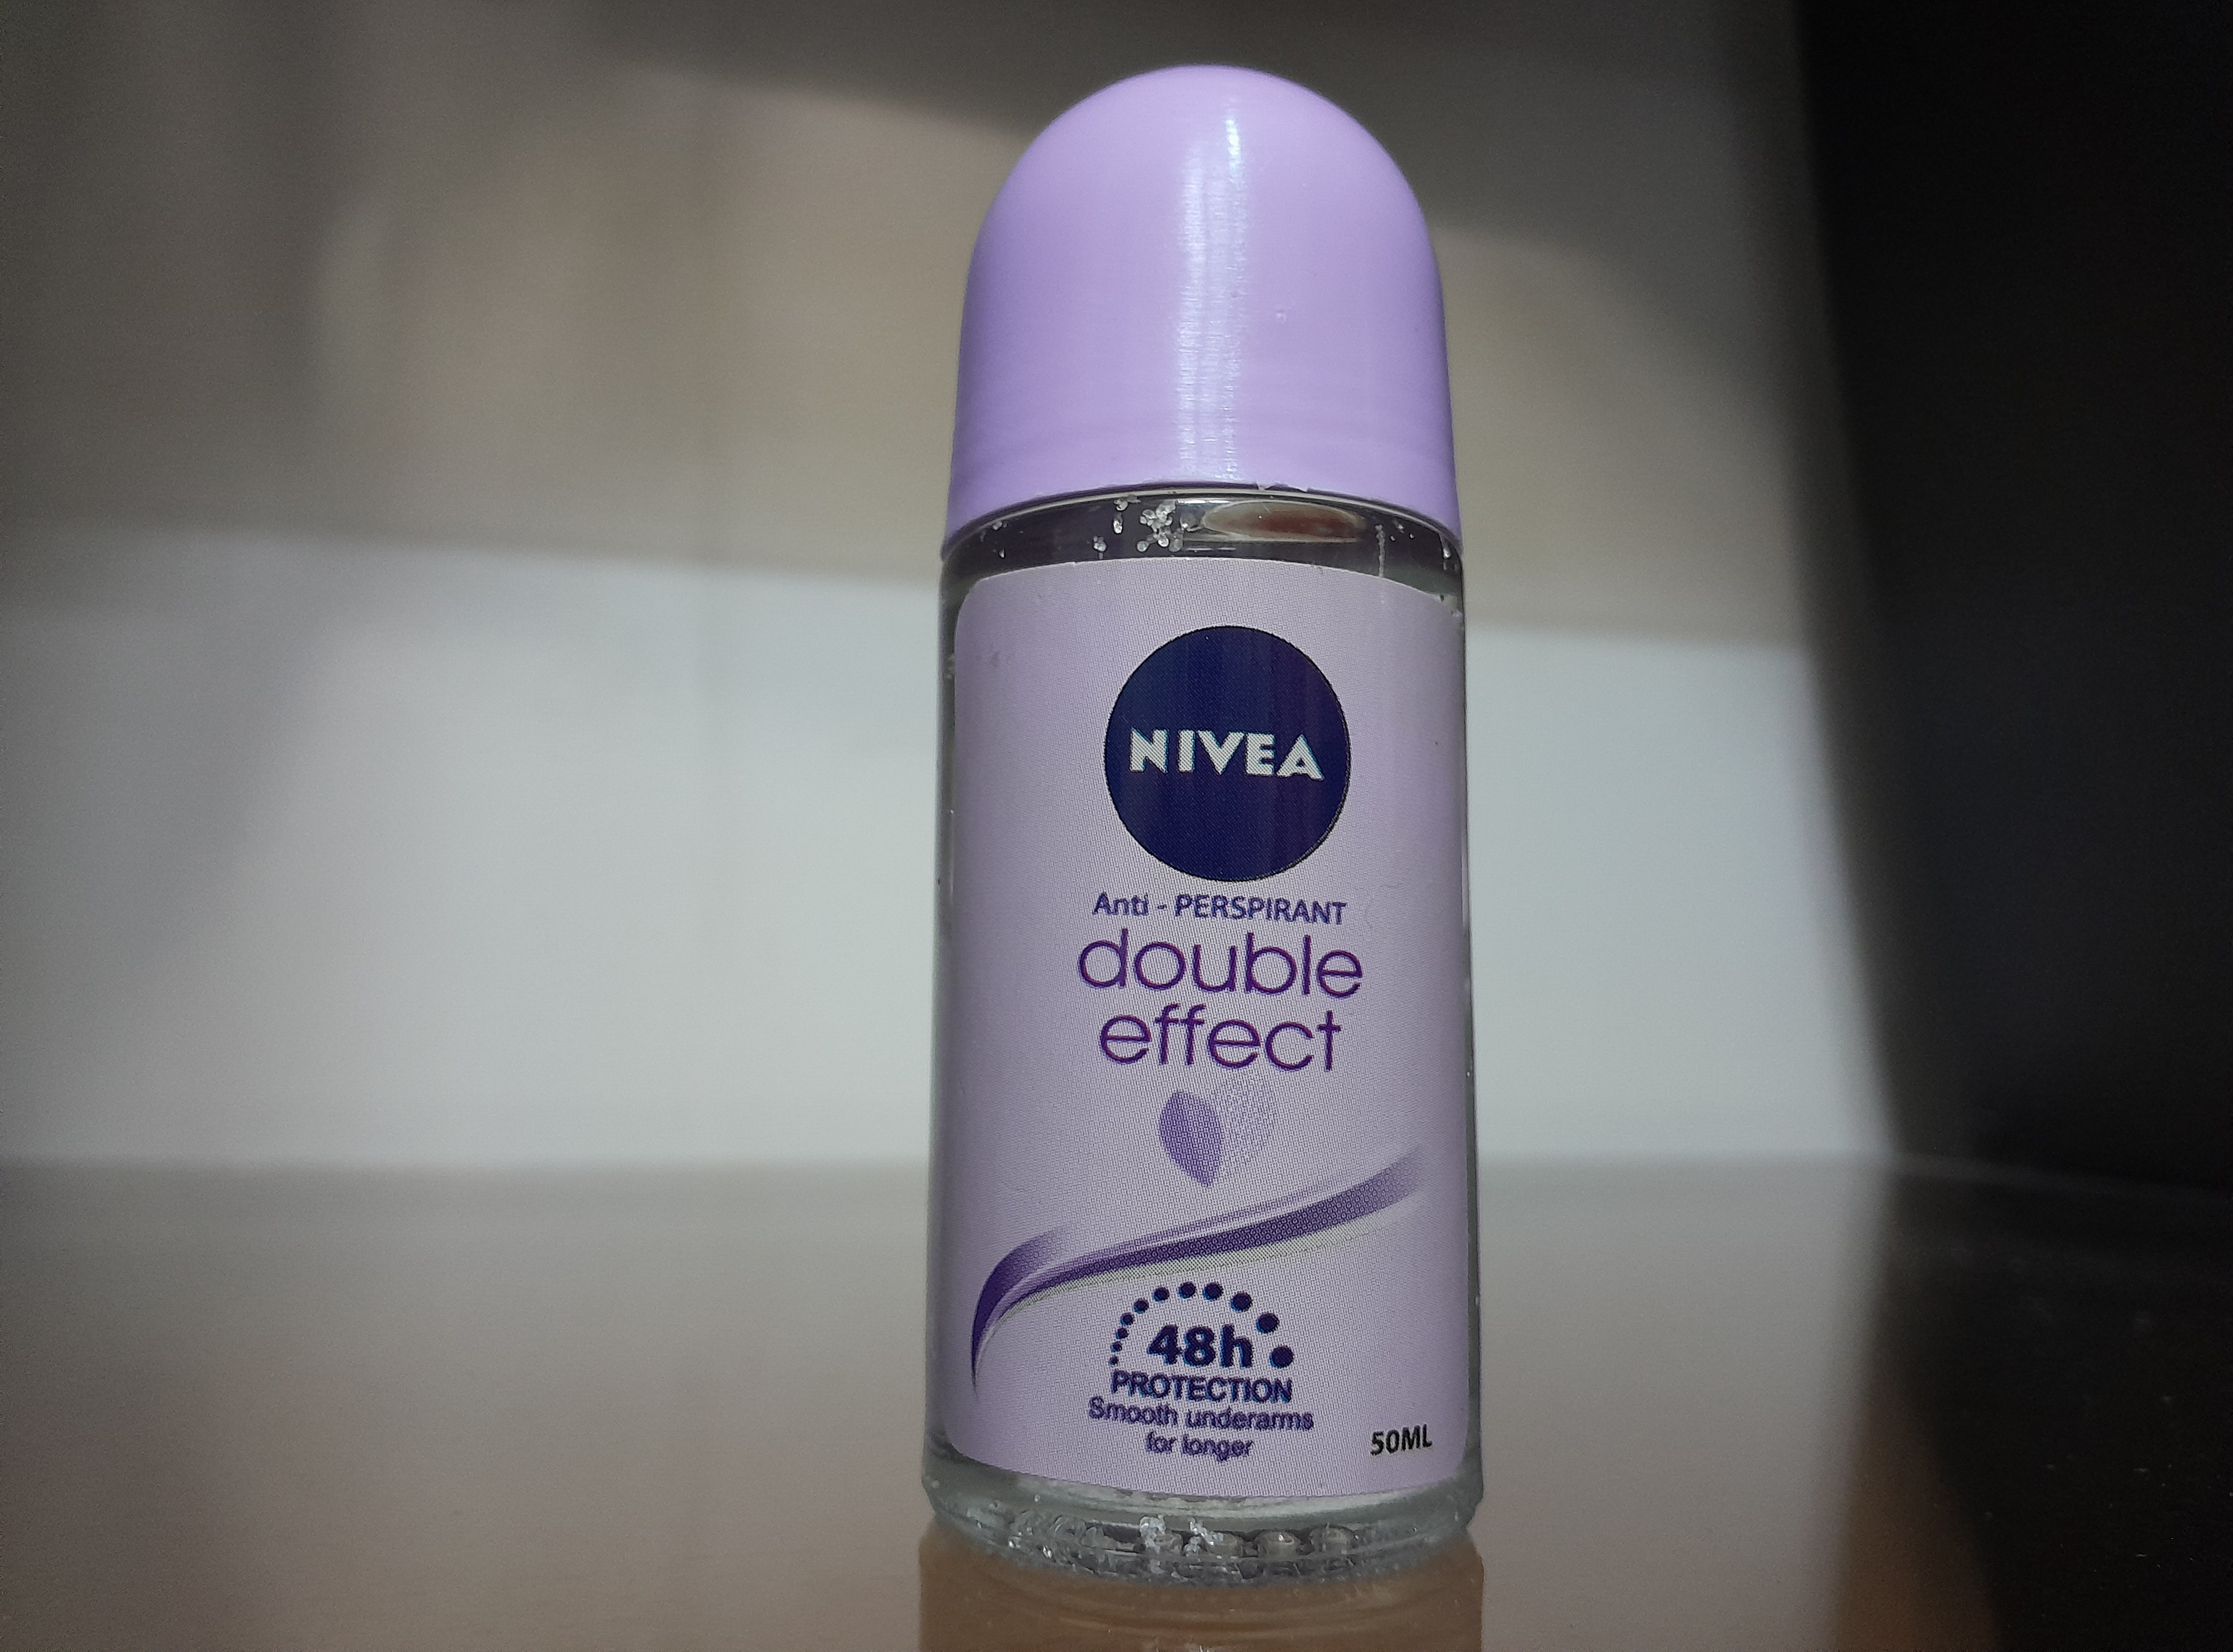 NIVEA
Anti - PERSPIRANT
double
effect
48h
PROTECTION
Smooth underarms
for longer
50ML